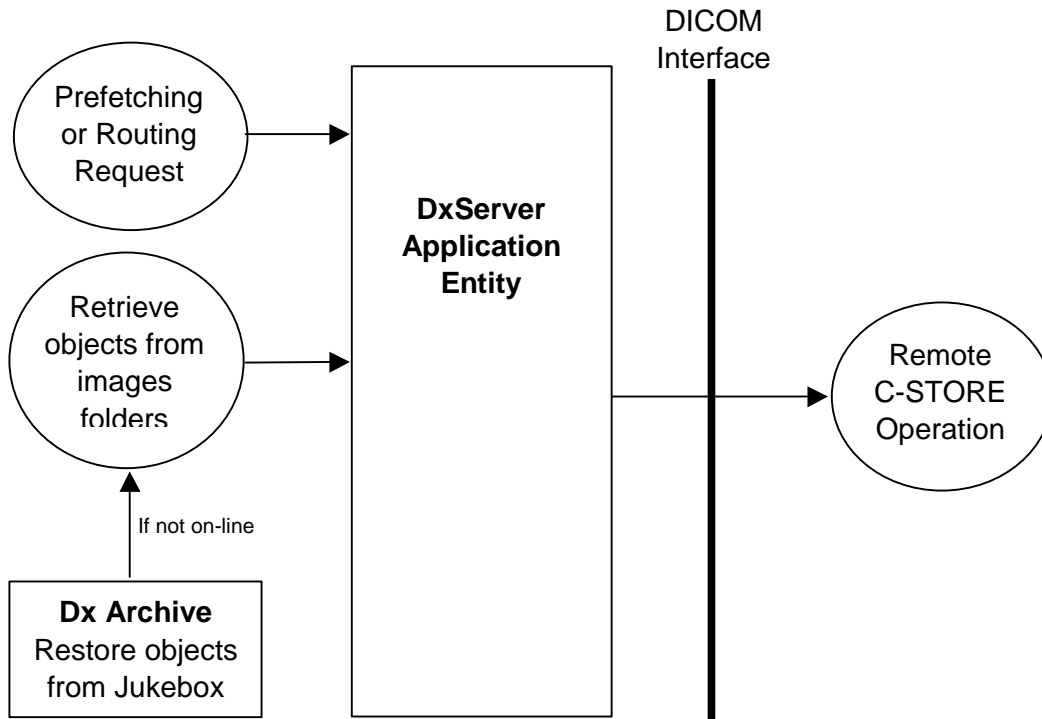 DICOM
Interface
Prefetching
or Routing
Request
DxServer
Application
Entity
Retrieve
objects from
images
folders
Remote
C-STORE
Operation
If not on-line
Dx Archive
Restore objects
from Jukebox